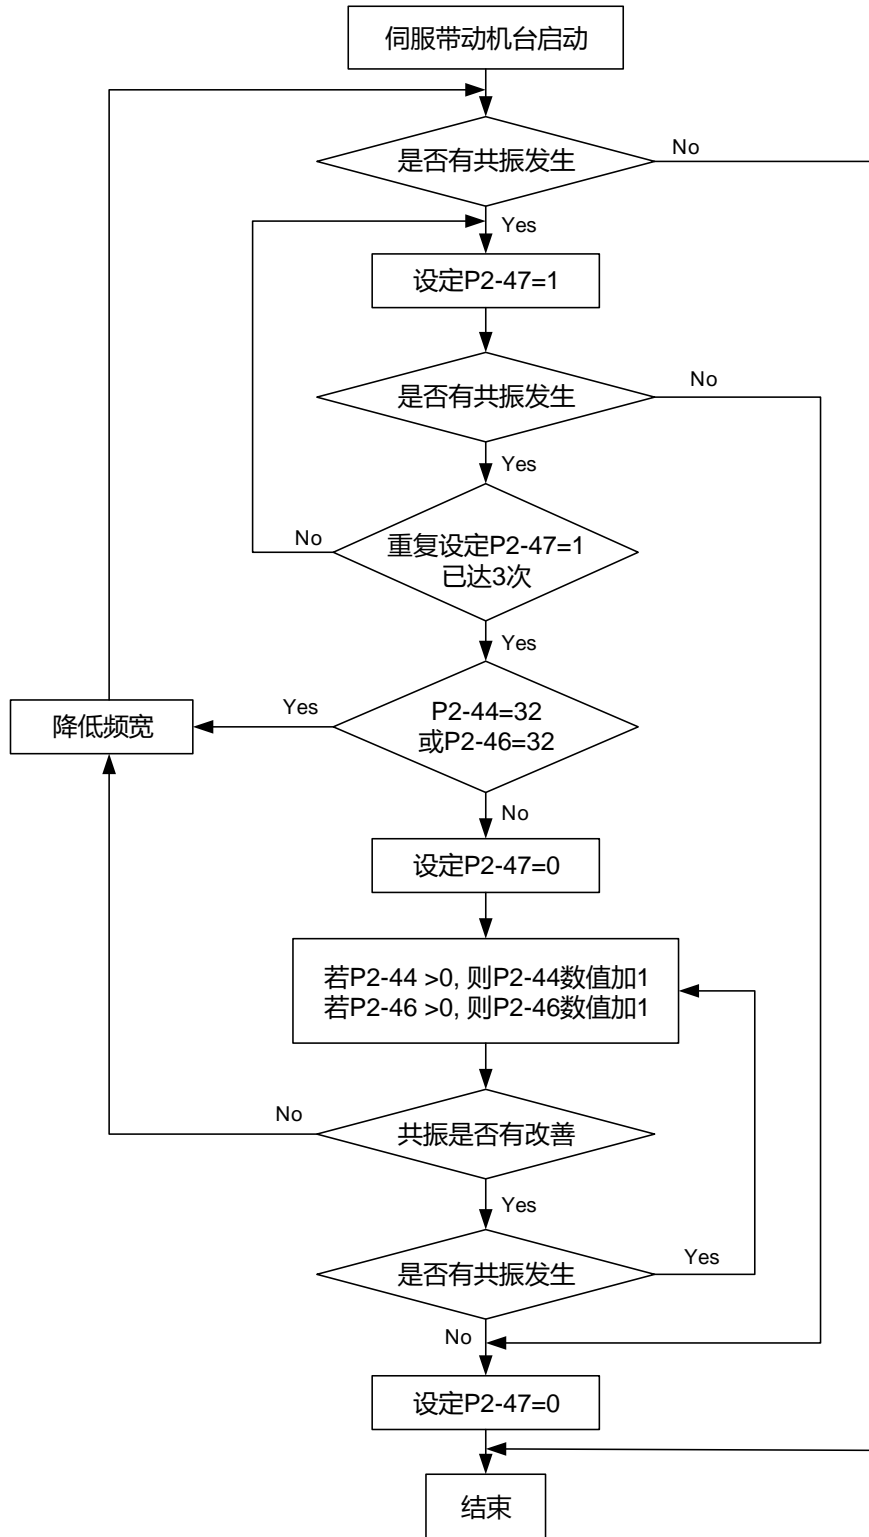 伺服带动机台启动
是否有共振发生
No
Yes
设定P2-47=1
是否有共振发生
No
Yes
重复设定P2-47=1
已达3次
No
Yes
P2-44=32
或P2-46=32
Yes
降低频宽
No
设定P2-47=0
若P2-44 >0, 则P2-44数值加1
若P2-46 >0, 则P2-46数值加1
共振是否有改善
No
Yes
是否有共振发生
Yes
No
设定P2-47=0
结束